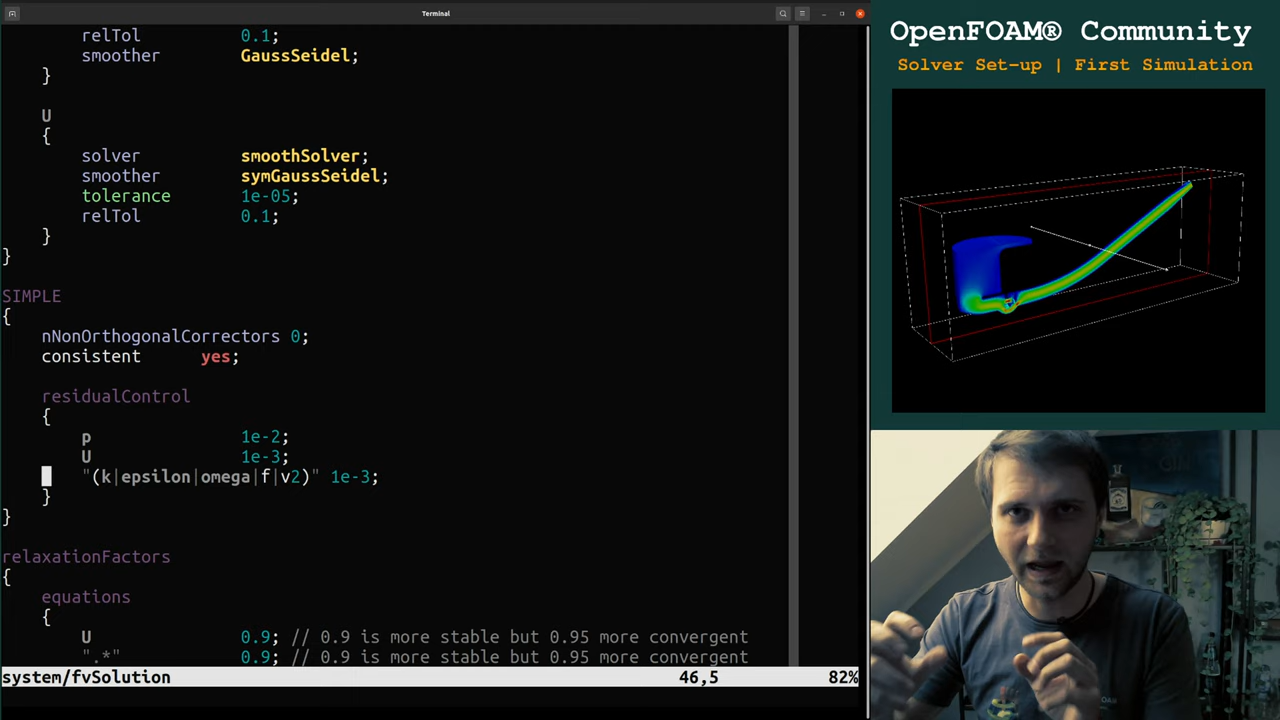 Terminal
relTol 0.1;
smoother GaussSeidel;
}
U
{
solver smoothSolver;
smoother symGaussSeidel;
tolerance 1e-05;
relTol 0.1;
}
}
SIMPLE
{
nNonOrthogonalCorrectors 0;
consistent yes;
residualControl
{
p 1e-2;
U 1e-3;
"(k|epsilon|omega|f|v2)" 1e-3;
}
}
relaxationFactors
{
equations
{
U 0.9; // 0.9 is more stable but 0.95 more convergent
".*" 0.9; // 0.9 is more stable but 0.95 more convergent
system/fvSolution 46,5 82%
OpenFOAM® Community
Solver Set-up | First Simulation
GIN